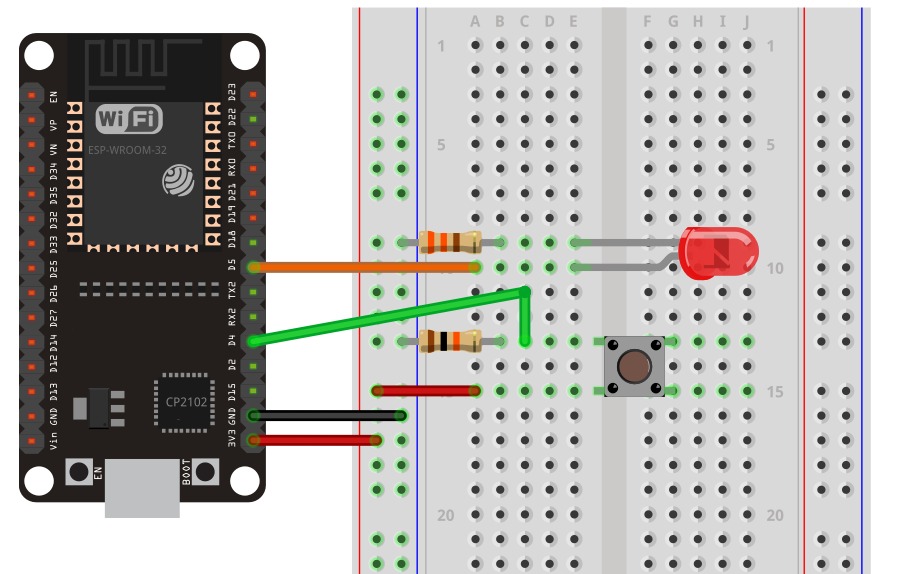 A B C D E F G H I J
1 1
5 5
10
15
20 20
EN
VP
VN
D34
D35
D32
D33
D25
D26
D27
D14
D12
D13
GND
Vin
D23
D22
TX0
RX0
D21
D19
D18
D5
TX2
RX2
D4
D2
D15
GND
3V3
WiFi
ESP-WROOM-32
CP2102
EN
BOOT